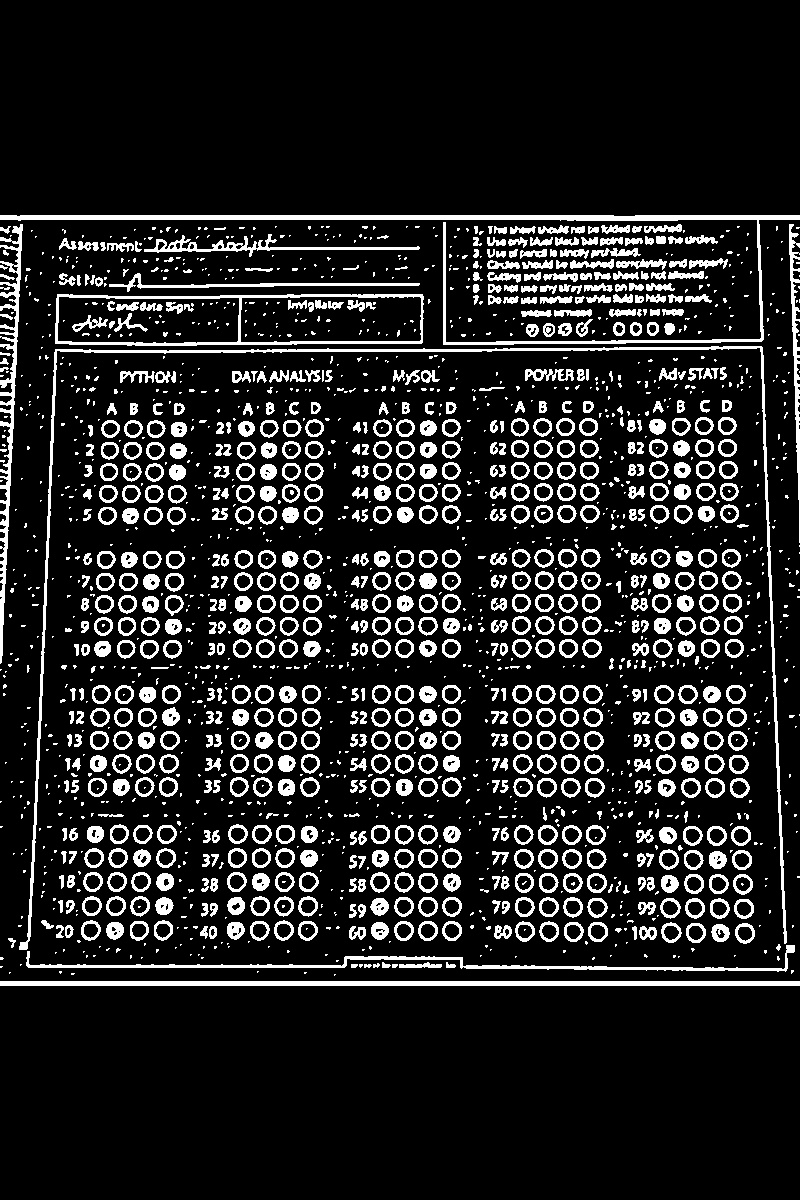 Assessment: Data analyst
Set No: A
Candidate Sign: Invigilator Sign:
1. This sheet should not be folded or crushed.
2. Use only blue/ black ball point pen to fill the circles.
3. Use of pencil is strictly prohibited.
4. Circles should be darkened completely and properly.
5. Cutting and erasing on this sheet is not allowed.
6 Do not use any stray marks on the sheet.
7. Do not use marker or white fluid to hide the mark.
WRONG METHODS CORRECT METHOD
PYTHON DATA ANALYSIS MySQL POWER BI Adv STATS
A B C D A B C D A B C D A B C D A B C D
1 21 41 61 81
2 22 42 62 82
3 23 43 63 83
4 24 44 64 84
5 25 45 65 85
6 26 46 66 86
7 27 47 67 87
8 28 48 68 88
9 29 49 69 89
10 30 50 70 90
11 31 51 71 91
12 32 52 72 92
13 33 53 73 93
14 34 54 74 94
15 35 55 75 95
16 36 56 76 96
17 37 57 77 97
18 38 58 78 98
19 39 59 79 99
20 40 60 80 100